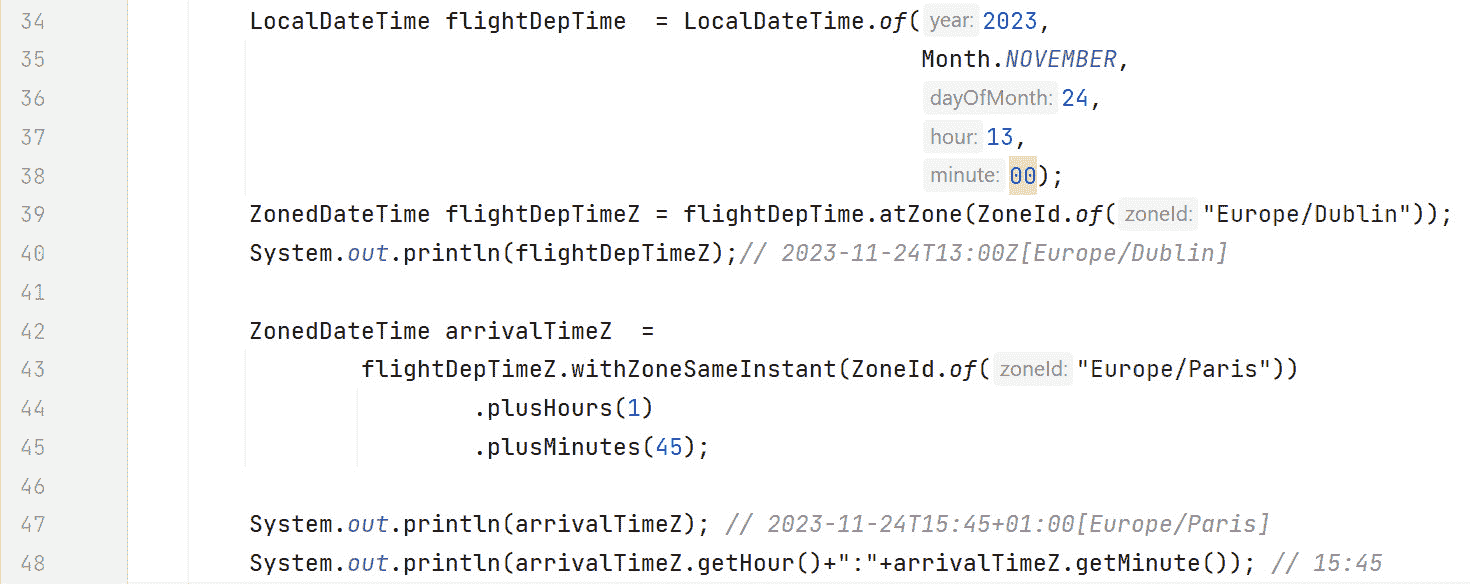 34 LocalDateTime flightDepTime  = LocalDateTime.of( year: 2023,
35 Month.NOVEMBER,
36 dayOfMonth: 24,
37 hour: 13,
38 minute: 00);
39 ZonedDateTime flightDepTimeZ = flightDepTime.atZone(ZoneId.of( zoneId: "Europe/Dublin"));
40 System.out.println(flightDepTimeZ);// 2023-11-24T13:00Z[Europe/Dublin]
41
42 ZonedDateTime arrivalTimeZ  =
43 flightDepTimeZ.withZoneSameInstant(ZoneId.of( zoneId: "Europe/Paris"))
44 .plusHours(1)
45 .plusMinutes(45);
46
47 System.out.println(arrivalTimeZ); // 2023-11-24T15:45+01:00[Europe/Paris]
48 System.out.println(arrivalTimeZ.getHour()+":"+arrivalTimeZ.getMinute()); // 15:45